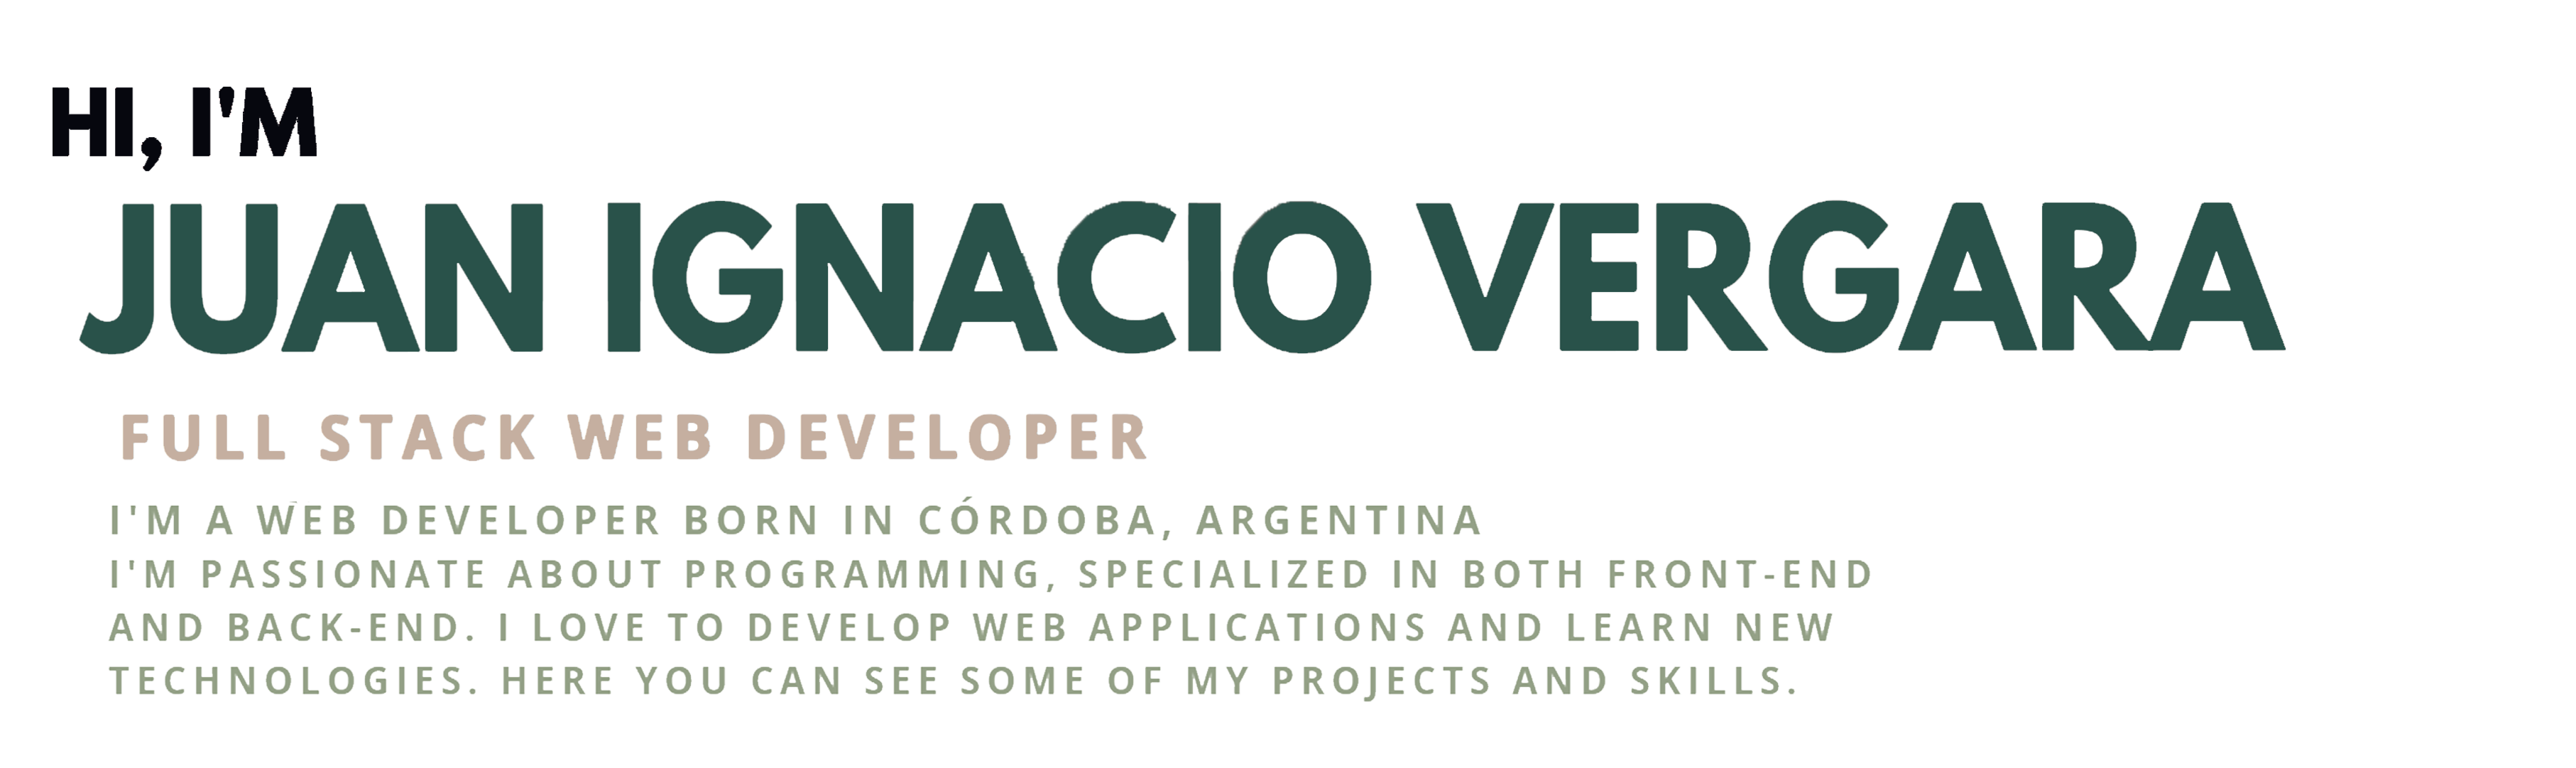 HI, I'M
JUAN IGNACIO VERGARA
FULL STACK WEB DEVELOPER
I'M A WEB DEVELOPER BORN IN CÓRDOBA, ARGENTINA
I'M PASSIONATE ABOUT PROGRAMMING, SPECIALIZED IN BOTH FRONT-END
AND BACK-END. I LOVE TO DEVELOP WEB APPLICATIONS AND LEARN NEW
TECHNOLOGIES. HERE YOU CAN SEE SOME OF MY PROJECTS AND SKILLS.